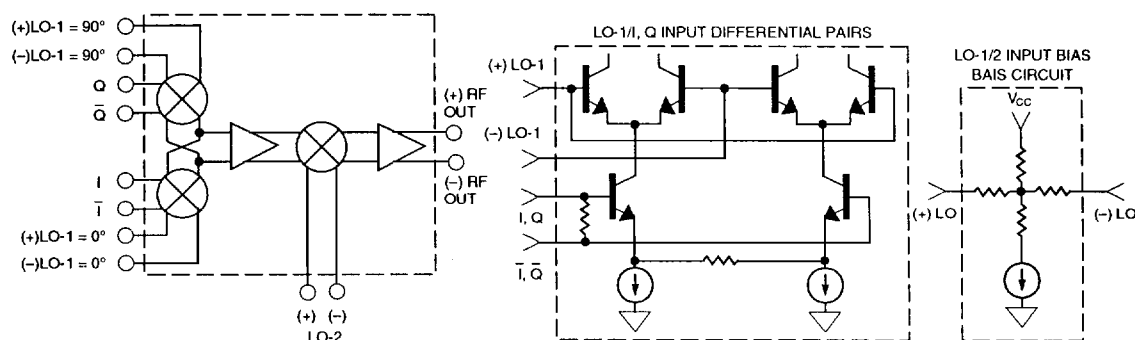 (+)LO-1 = 90°
(−)LO-1 = 90°
Q
Q̅
I
I̅
(+)LO-1 = 0°
(−)LO-1 = 0°
(+) RF
OUT
(−) RF
OUT
(+) (−)
LO-2
LO-1/I, Q INPUT DIFFERENTIAL PAIRS
(+) LO-1
(−) LO-1
I, Q
I̅, Q̅
LO-1/2 INPUT BIAS
BAIS CIRCUIT
VCC
(+) LO
(−) LO